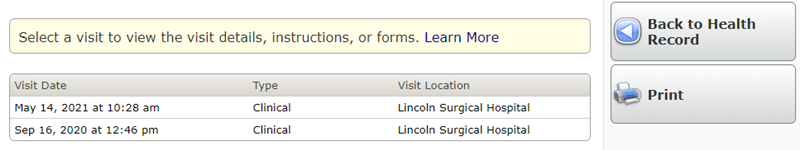 Select a visit to view the visit details, instructions, or forms. Learn More
Visit Date Type Visit Location
May 14, 2021 at 10:28 am Clinical Lincoln Surgical Hospital
Sep 16, 2020 at 12:46 pm Clinical Lincoln Surgical Hospital
Back to Health
Record
Print